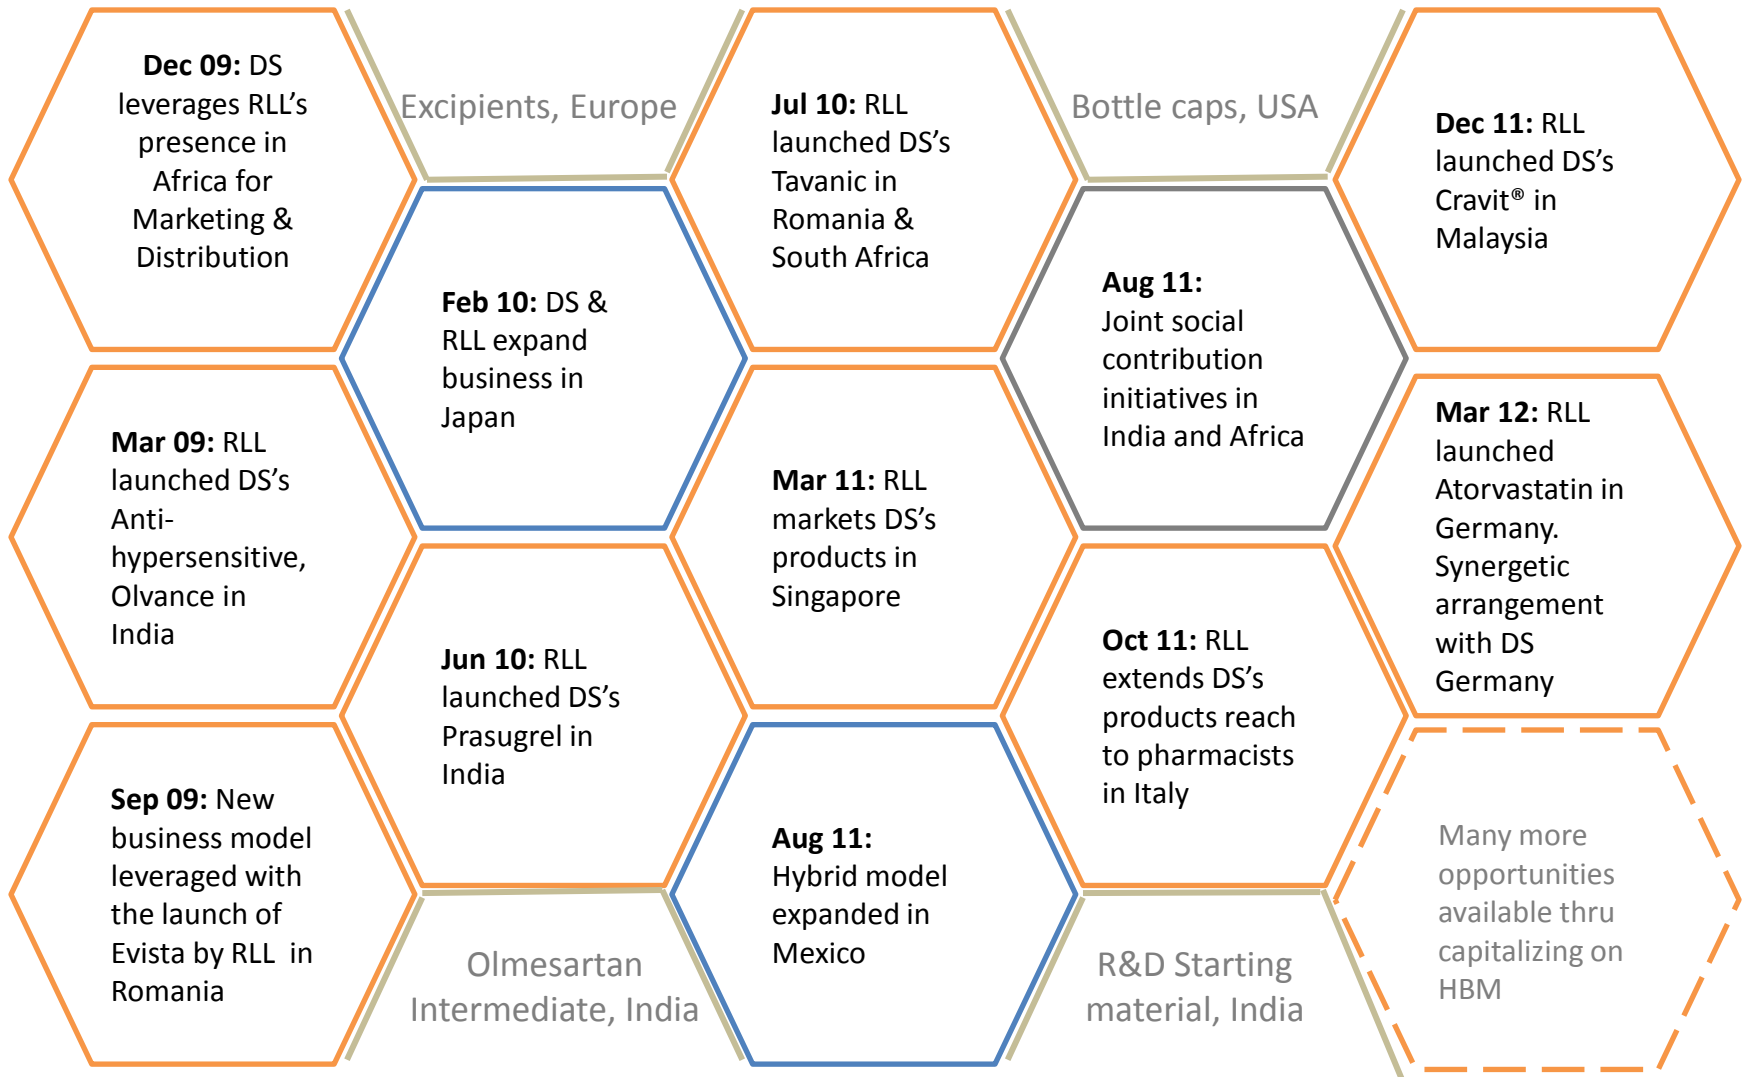 Dec 09: DS
leverages RLL’s
presence in
Africa for
Marketing &
Distribution
Mar 09: RLL
launched DS’s
Anti-
hypersensitive,
Olvance in
India
Sep 09: New
business model
leveraged with
the launch of
Evista by RLL in
Romania
Excipients, Europe
Feb 10: DS &
RLL expand
business in
Japan
Jun 10: RLL
launched DS’s
Prasugrel in
India
Olmesartan
Intermediate, India
Jul 10: RLL
launched DS’s
Tavanic in
Romania &
South Africa
Mar 11: RLL
markets DS’s
products in
Singapore
Aug 11:
Hybrid model
expanded in
Mexico
Bottle caps, USA
Aug 11:
Joint social
contribution
initiatives in
India and Africa
Oct 11: RLL
extends DS’s
products reach
to pharmacists
in Italy
R&D Starting
material, India
Dec 11: RLL
launched DS’s
Cravit® in
Malaysia
Mar 12: RLL
launched
Atorvastatin in
Germany.
Synergetic
arrangement
with DS
Germany
Many more
opportunities
available thru
capitalizing on
HBM